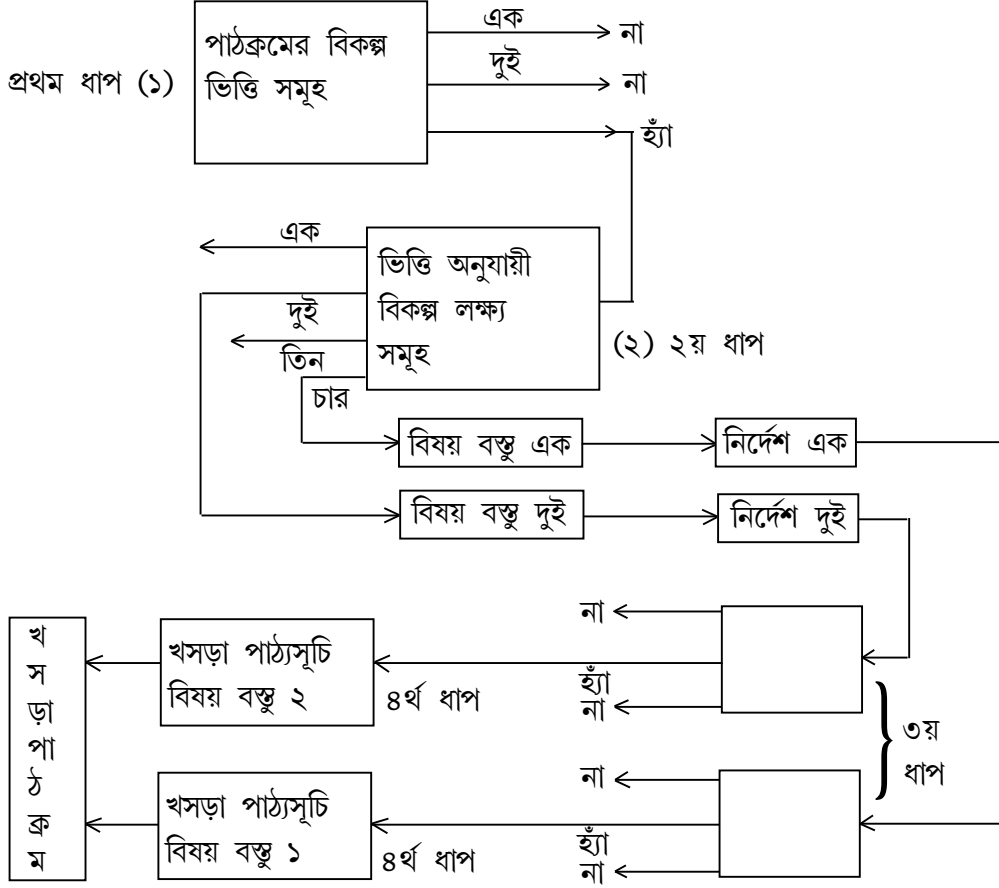 এক
না
পাঠক্রমের বিকল্প
ভিত্তি সমূহ
দুই
না
প্রথম ধাপ (১)
হ্যাঁ
এক
ভিত্তি অনুযায়ী
বিকল্প লক্ষ্য
সমূহ
দুই
তিন
চার
(২) ২য় ধাপ
বিষয় বস্তু এক
নির্দেশ এক
বিষয় বস্তু দুই
নির্দেশ দুই
না
খসড়া পাঠ্যসূচি
বিষয় বস্তু ২
৪র্থ ধাপ
হ্যাঁ
না
৩য়
ধাপ
না
খসড়া পাঠ্যসূচি
বিষয় বস্তু ১
৪র্থ ধাপ
হ্যাঁ
না
খ
স
ড়া
পা
ঠ
ক্র
ম